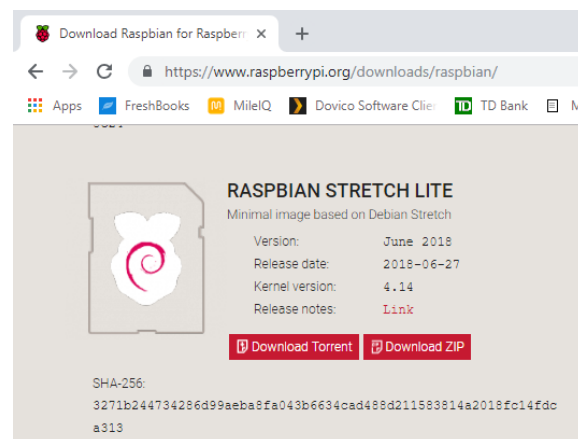 Download Raspbian for Raspberr
https://www.raspberrypi.org/downloads/raspbian/
Apps FreshBooks MileIQ Dovico Software Clie TD Bank
RASPBIAN STRETCH LITE
Minimal image based on Debian Stretch
Version: June 2018
Release date: 2018-06-27
Kernel version: 4.14
Release notes: Link
Download Torrent Download ZIP
SHA-256:
3271b244734286d99aeba8fa043b6634cad488d211583814a2018fc14fdc
a313